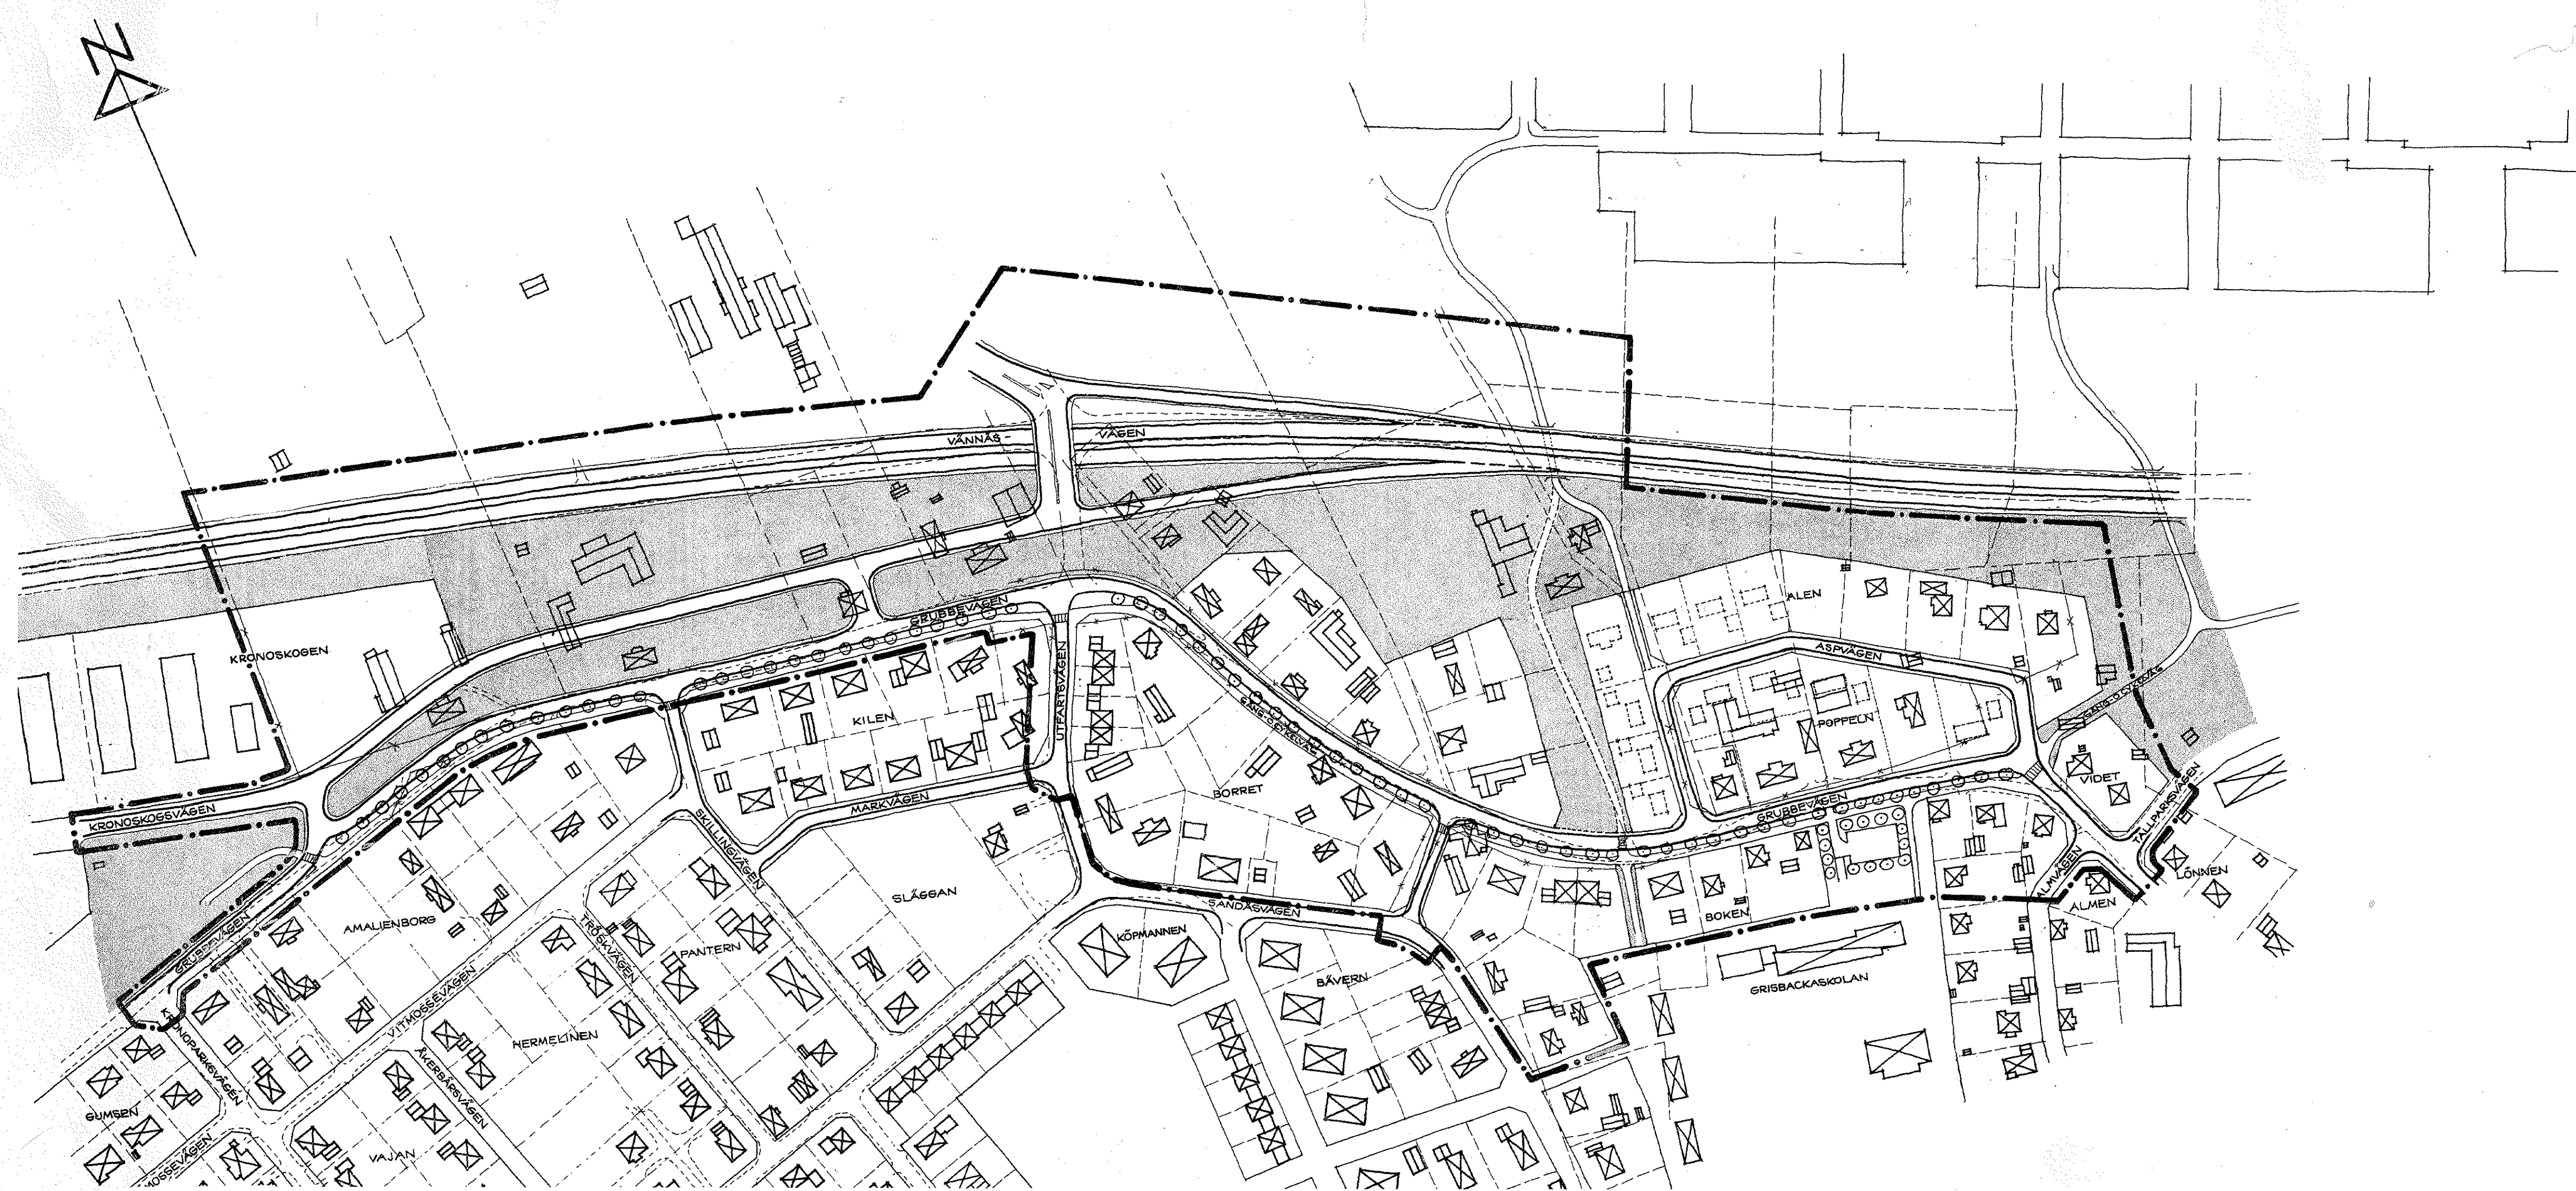 N
VÄNNÄS-
VÄGEN
KRONOSKOGEN
GRUBBEVÄGEN
UTFARTSVÄGEN
ALEN
ASPVÄGEN
KILEN
GÅNG-O.CYKELVÄG
POPPELN
GÅNG-O.CYKELVÄG
VIDET
KRONOSKOGSVÄGEN
MARKVÄGEN
BORRET
GRUBBEVÄGEN
TALLPARKSVÄGEN
SKILLINGVÄGEN
SLÄGGAN
SANDÅSVÄGEN
BOKEN
ALMVÄGEN
ALMEN
LÖNNEN
AMALIENBORG
GRUBBEVÄGEN
TRÖSKVÄGEN
PANTERN
KÖPMANNEN
BÄVERN
GRISBACKASKOLAN
VITMOSSEVÄGEN
HERMELINEN
KRONOPARKSVÄGEN
ÅKERBÄRSVÄGEN
GUMSEN
VAJAN
MOSSEVÄGEN